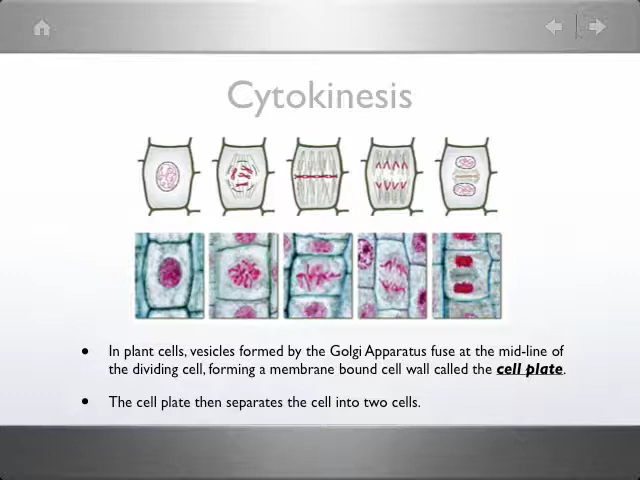 Cytokinesis
• In plant cells, vesicles formed by the Golgi Apparatus fuse at the mid-line of
the dividing cell, forming a membrane bound cell wall called the cell plate.
• The cell plate then separates the cell into two cells.